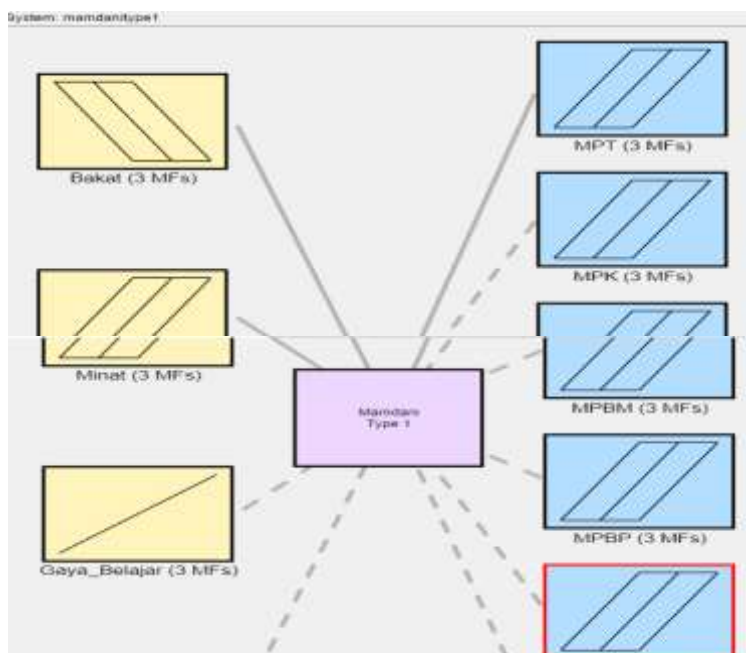 System: mamdanitype1
Bakat (3 MFs)
Minat (3 MFs)
Gaya_Belajar (3 MFs)
Mamdani
Type 1
MPT (3 MFs)
MPK (3 MFs)
MPBM (3 MFs)
MPBP (3 MFs)